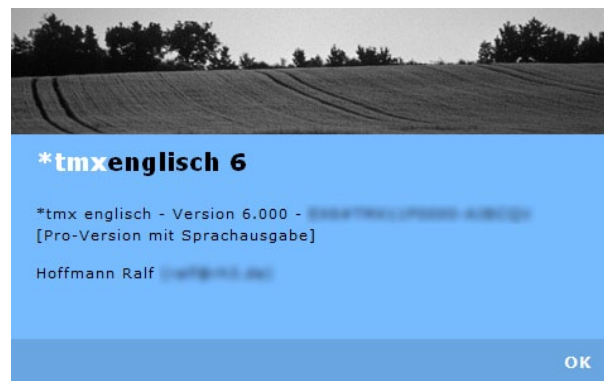 *tmxenglisch 6
*tmx englisch - Version 6.000 -
[Pro-Version mit Sprachausgabe]
Hoffmann Ralf
OK